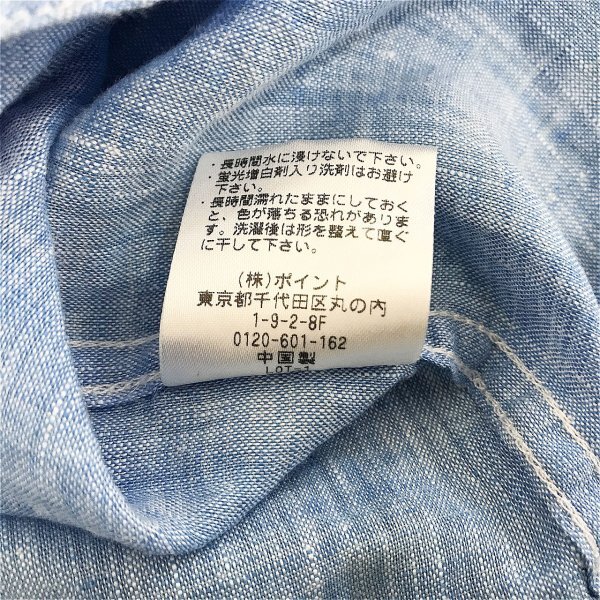 ・長時間水に浸けないで下さい。
・蛍光増白剤入り洗剤はお避け
下さい。
・長時間濡れたままにしておく
と、色が落ちる恐れがありま
す。洗濯後は形を整えて直ぐ
に干して下さい。
(株)ポイント
東京都千代田区丸の内
1-9-2-8F
0120-601-162
中国製
LOT-1